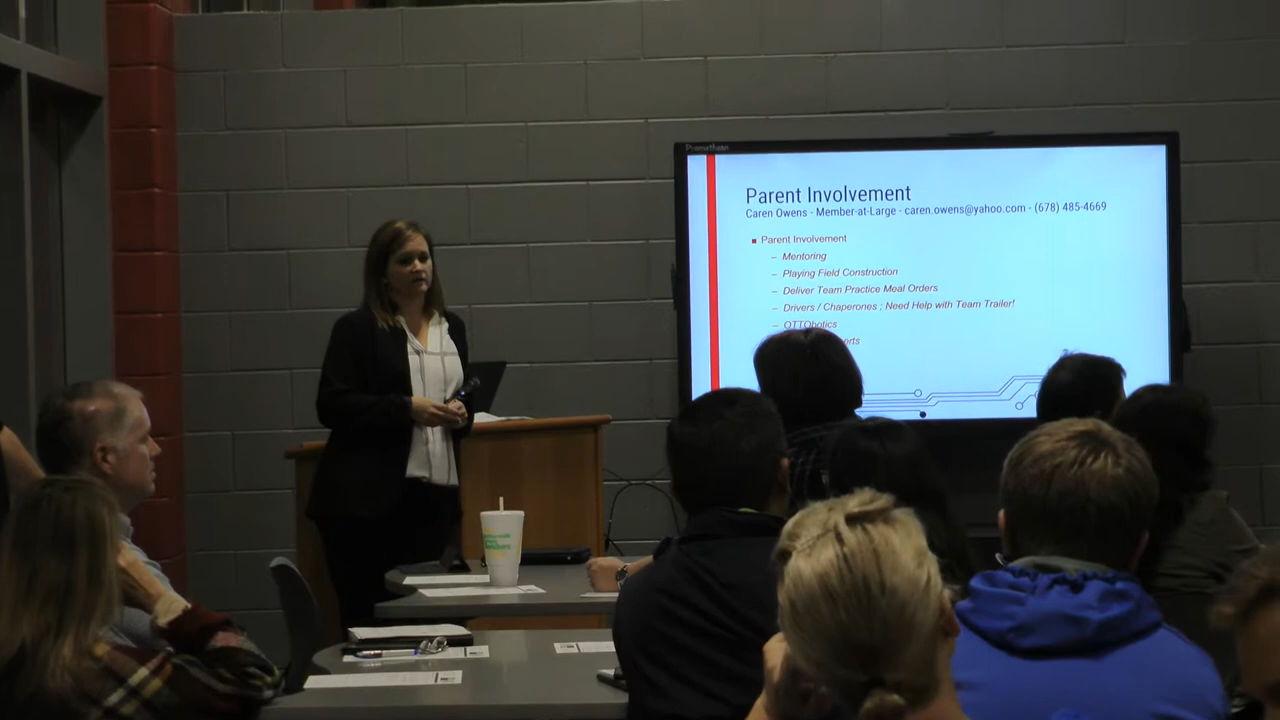 Promethean
Parent Involvement
Caren Owens - Member-at-Large - caren.owens@yahoo.com - (678) 485-4669
Parent Involvement
– Mentoring
– Playing Field Construction
– Deliver Team Practice Meal Orders
– Drivers / Chaperones ; Need Help with Team Trailer!
– OTTObotics